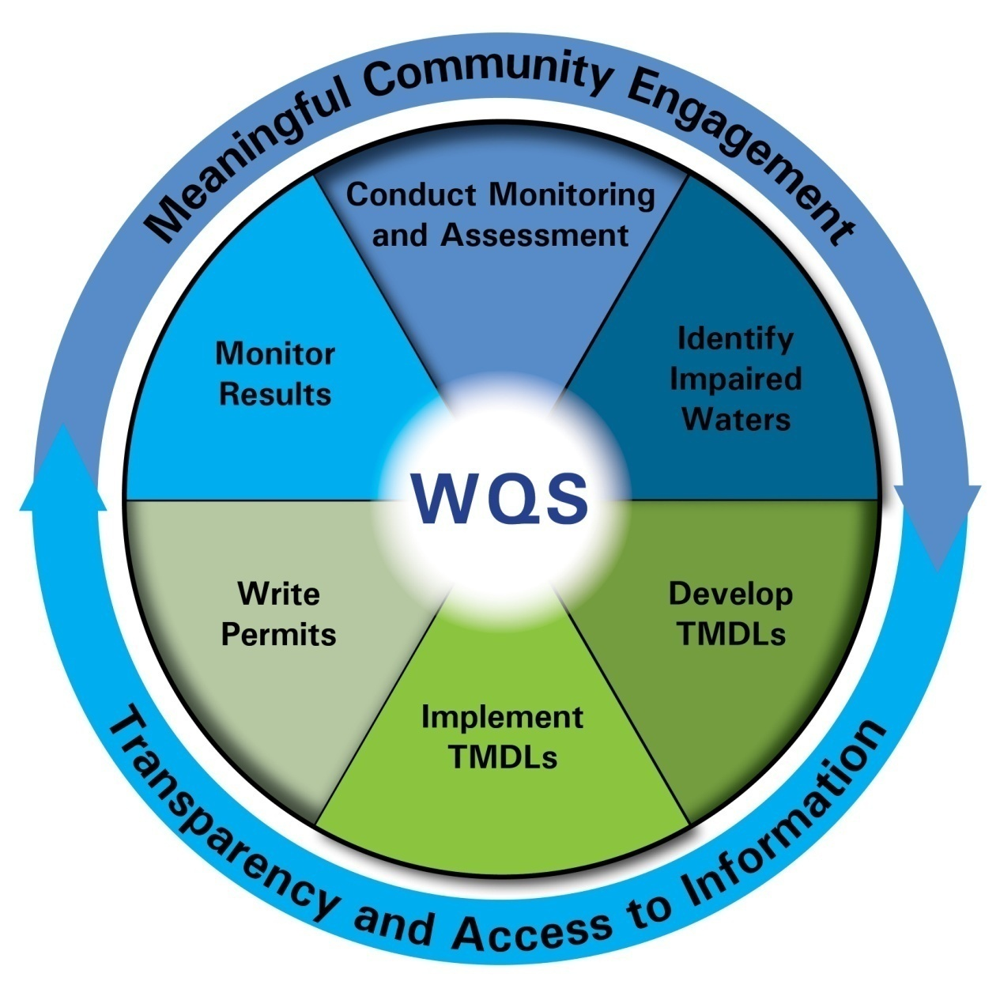 Meaningful Community Engagement
Conduct Monitoring
and Assessment
Identify
Impaired
Waters
Develop
TMDLs
Implement
TMDLs
Write
Permits
Monitor
Results
WQS
Transparency and Access to Information